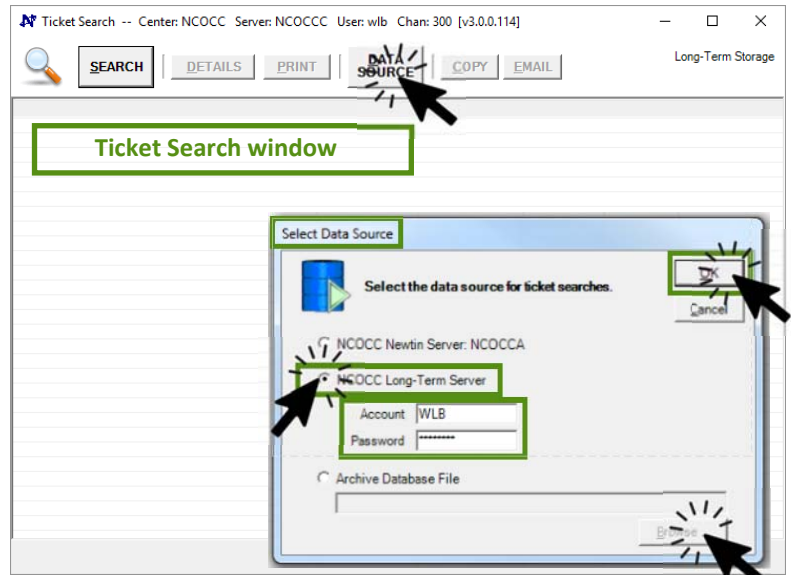 Ticket Search -- Center: NCOCC Server: NCOCCC User: wlb Chan: 300 [v3.0.0.114]
SEARCH DETAILS PRINT DATA SOURCE COPY EMAIL
Long-Term Storage
Ticket Search window
Select Data Source
Select the data source for ticket searches.
OK
Cancel
NCOCC Newtin Server: NCOCCA
NCOCC Long-Term Server
Account WLB
Password ********
Archive Database File
Browse